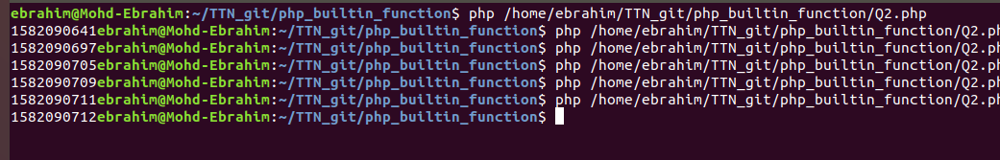 ebrahim@Mohd-Ebrahim:~/TTN_git/php_builtin_function$ php /home/ebrahim/TTN_git/php_builtin_function/Q2.php
1582090641ebrahim@Mohd-Ebrahim:~/TTN_git/php_builtin_function$ php /home/ebrahim/TTN_git/php_builtin_function/Q2.ph
1582090697ebrahim@Mohd-Ebrahim:~/TTN_git/php_builtin_function$ php /home/ebrahim/TTN_git/php_builtin_function/Q2.ph
1582090705ebrahim@Mohd-Ebrahim:~/TTN_git/php_builtin_function$ php /home/ebrahim/TTN_git/php_builtin_function/Q2.ph
1582090709ebrahim@Mohd-Ebrahim:~/TTN_git/php_builtin_function$ php /home/ebrahim/TTN_git/php_builtin_function/Q2.ph
1582090711ebrahim@Mohd-Ebrahim:~/TTN_git/php_builtin_function$ php /home/ebrahim/TTN_git/php_builtin_function/Q2.ph
1582090712ebrahim@Mohd-Ebrahim:~/TTN_git/php_builtin_function$